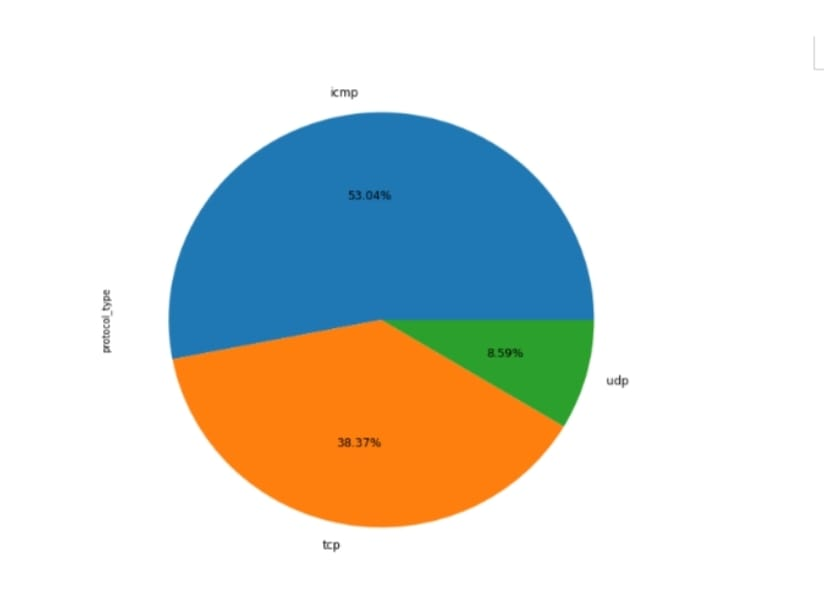 icmp
53.04%
protocol_type
8.59%
udp
38.37%
tcp